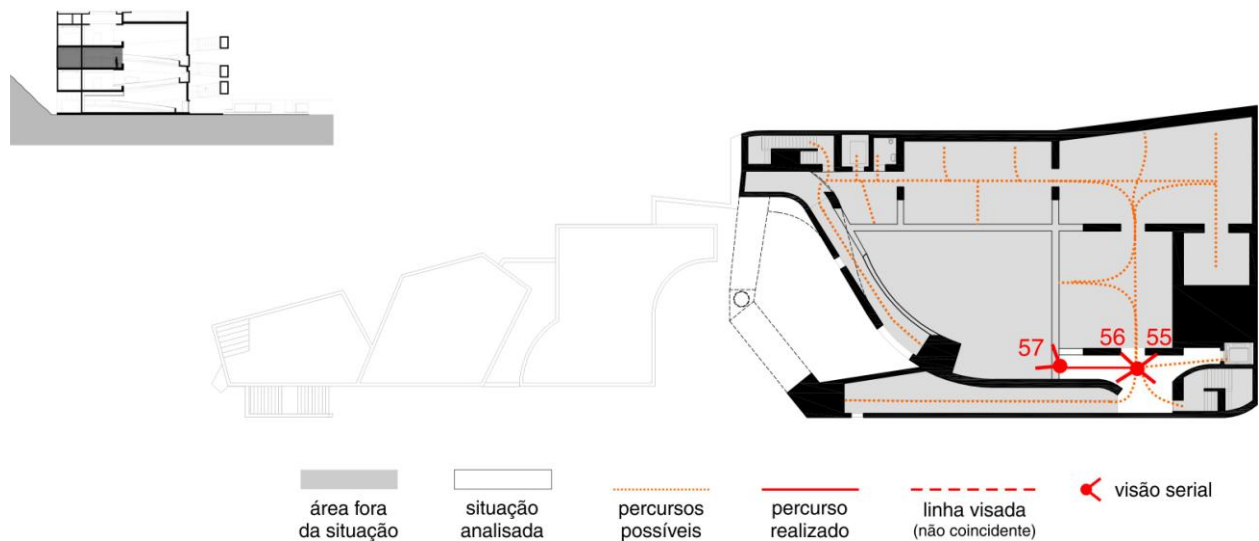 57
56
55
área fora
da situação
situação
analisada
percursos
possíveis
percurso
realizado
linha visada
(não coincidente)
visão serial